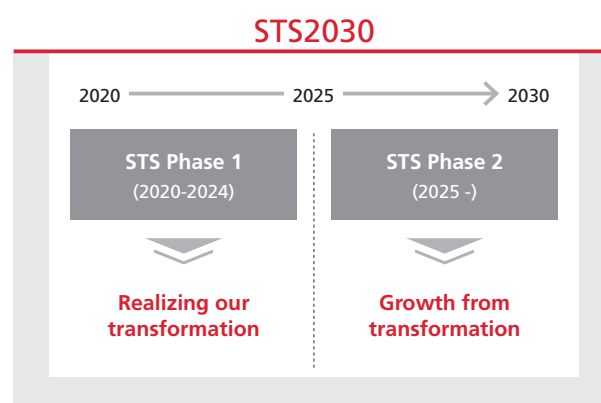 STS2030
2020
2025
2030
STS Phase 1
(2020-2024)
STS Phase 2
(2025 -)
Realizing our
transformation
Growth from
transformation